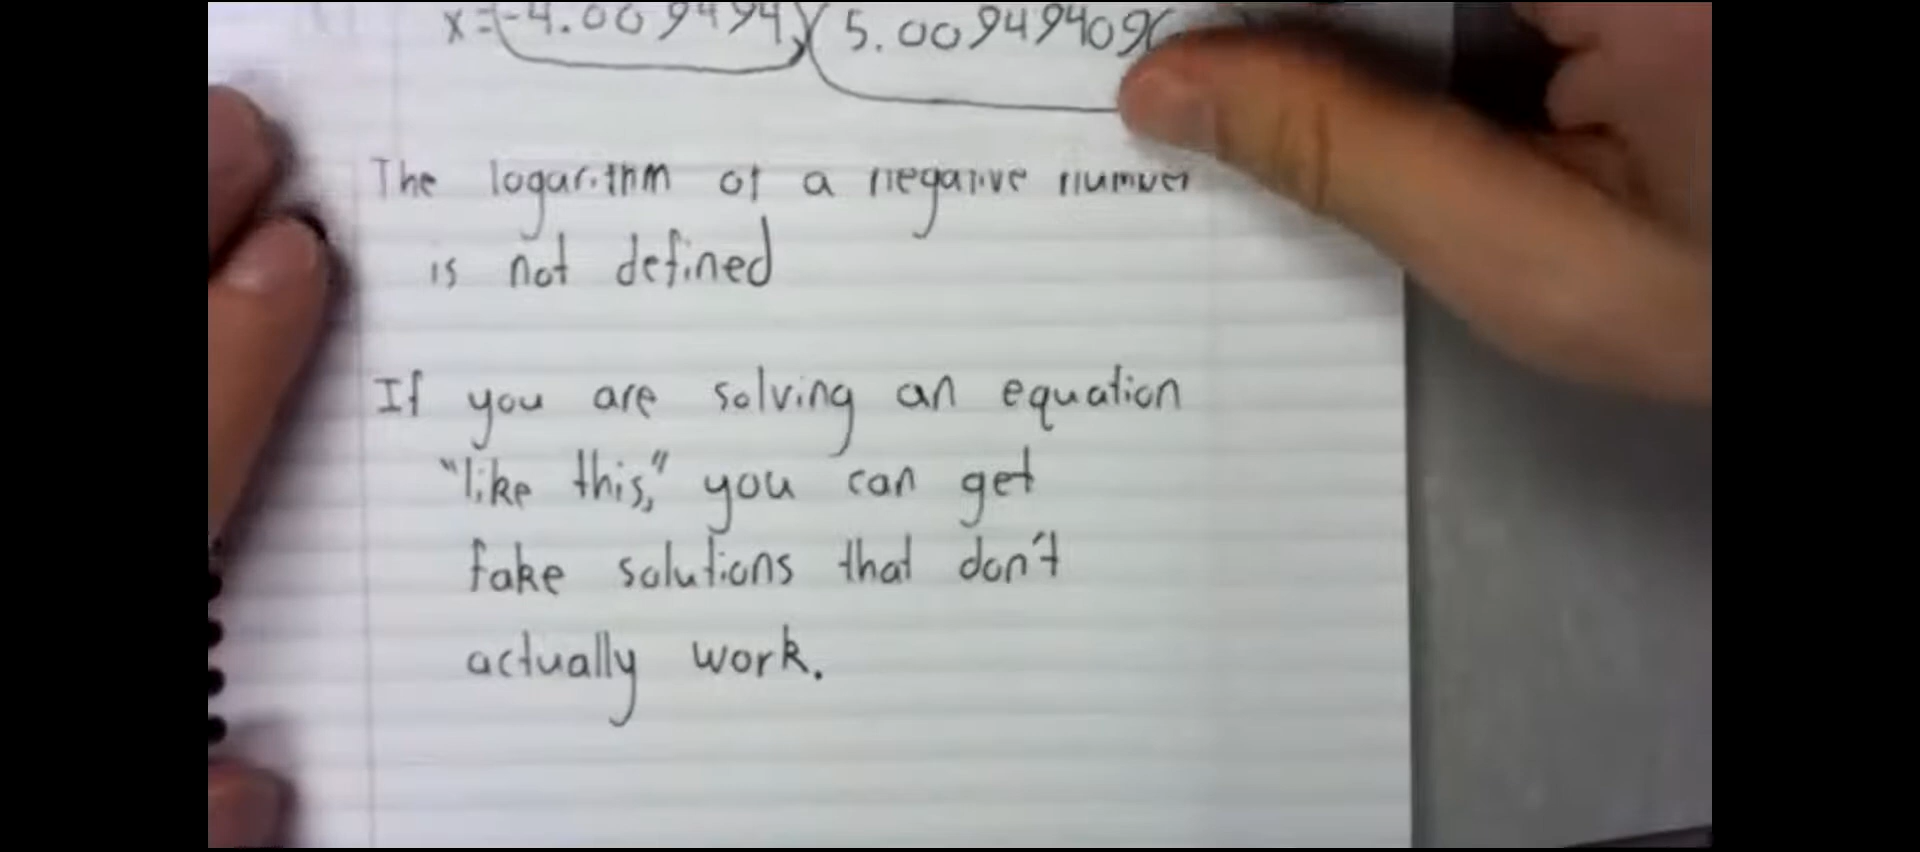 x=-4.009494, 5.00949409
The logarithm of a negative number
is not defined
If you are solving an equation
"like this," you can get
fake solutions that don't
actually work.